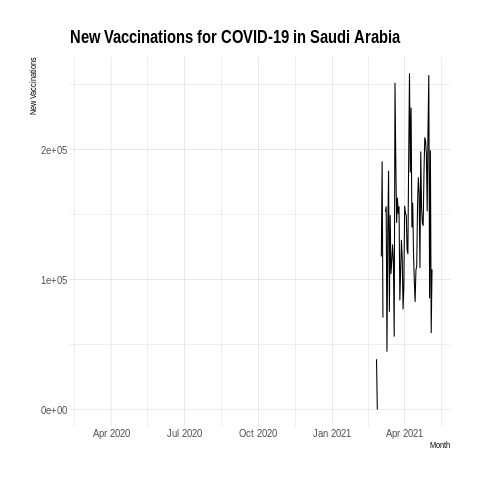 New Vaccinations for COVID-19 in Saudi Arabia
New Vaccinations
2e+05
1e+05
0e+00
Apr 2020 Jul 2020 Oct 2020 Jan 2021 Apr 2021
Month